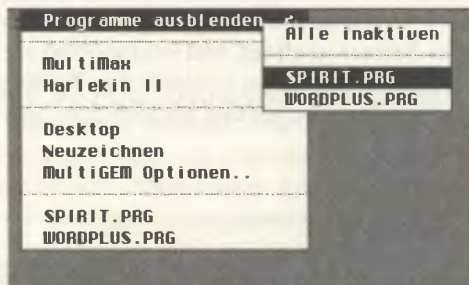 Programme ausblenden
MultiMax
Harlekin II
Desktop
Neuzeichnen
MultiGEM Optionen..
SPIRIT.PRG
WORDPLUS.PRG
Alle inaktiven
SPIRIT.PRG
WORDPLUS.PRG